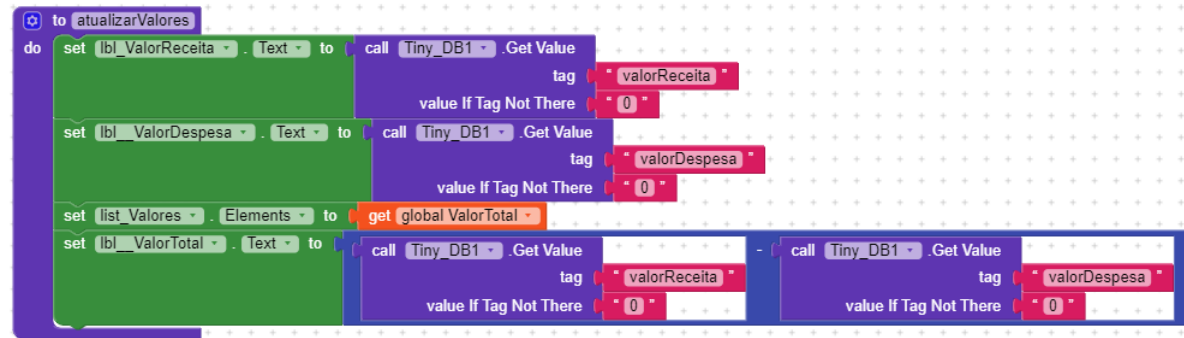 to atualizarValores
do set lbl_ValorReceita . Text to call Tiny_DB1 .Get Value
tag " valorReceita "
value If Tag Not There " 0 "
set lbl__ValorDespesa . Text to call Tiny_DB1 .Get Value
tag " valorDespesa "
value If Tag Not There " 0 "
set list_Valores . Elements to get global ValorTotal
set lbl__ValorTotal . Text to call Tiny_DB1 .Get Value - call Tiny_DB1 .Get Value
tag " valorReceita " tag " valorDespesa "
value If Tag Not There " 0 " value If Tag Not There " 0 "